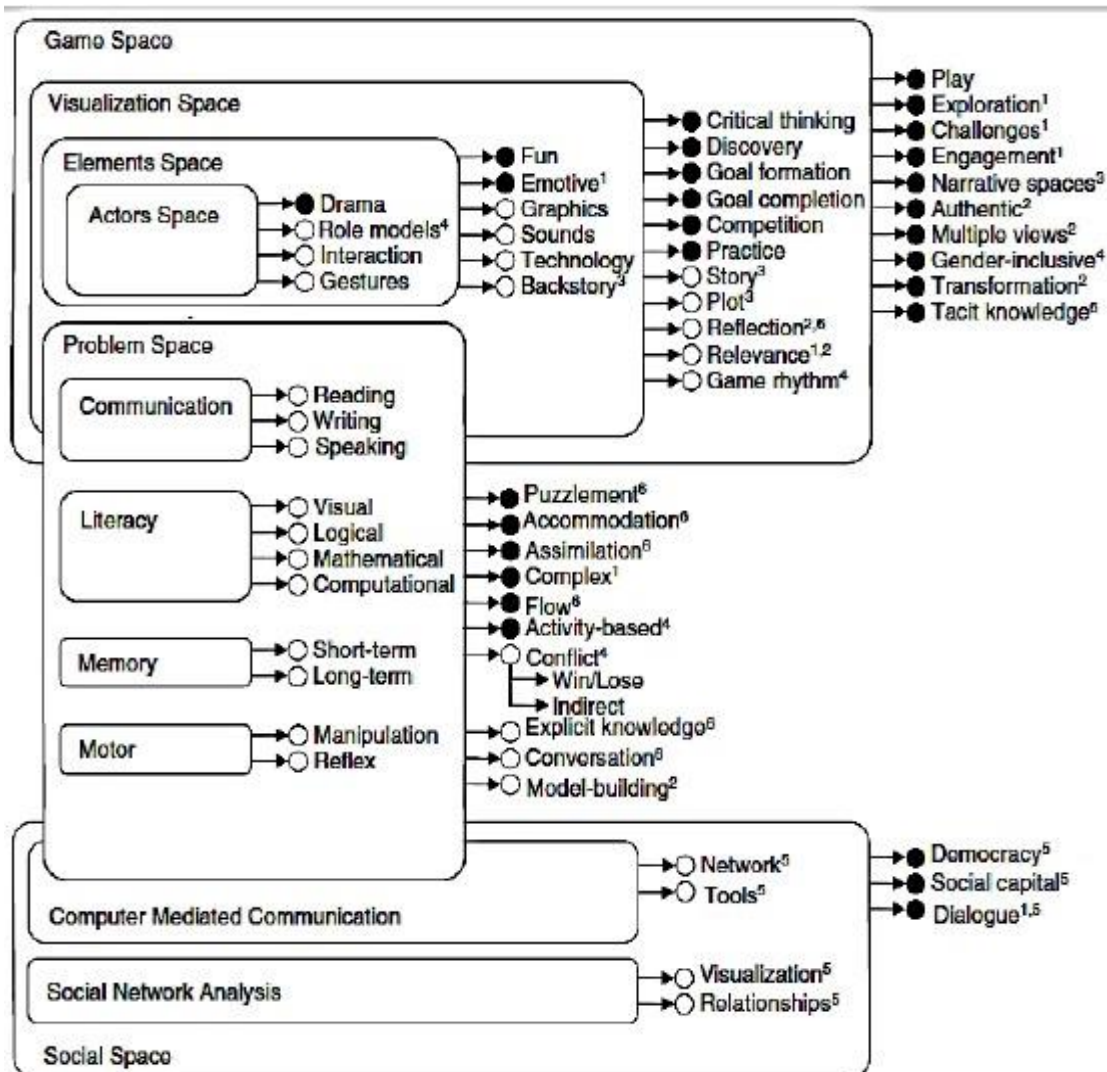 Game Space
Play
Exploration¹
Challenges¹
Engagement¹
Narrative spaces³
Authentic²
Multiple views²
Gender-inclusive⁴
Transformation²
Tacit knowledge⁶
Visualization Space
Critical thinking
Discovery
Goal formation
Goal completion
Competition
Practice
Story³
Plot³
Reflection²,⁶
Relevance¹,²
Game rhythm⁴
Elements Space
Fun
Emotive¹
Graphics
Sounds
Technology
Backstory³
Actors Space
Drama
Role models⁴
Interaction
Gestures
Problem Space
Communication
Reading
Writing
Speaking
Literacy
Visual
Logical
Mathematical
Computational
Memory
Short-term
Long-term
Motor
Manipulation
Reflex
Puzzlement⁶
Accommodation⁶
Assimilation⁶
Complex¹
Flow⁶
Activity-based⁴
Conflict⁴
Win/Lose
Indirect
Explicit knowledge⁶
Conversation⁶
Model-building²
Computer Mediated Communication
Network⁵
Tools⁵
Social Network Analysis
Visualization⁵
Relationships⁵
Social Space
Democracy⁵
Social capital⁵
Dialogue¹,⁵